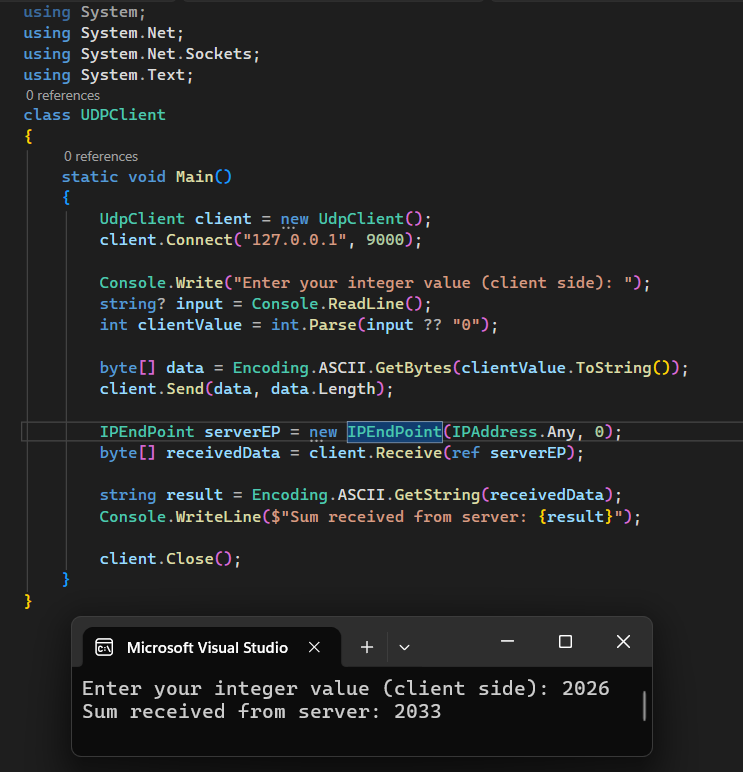 using System;
using System.Net;
using System.Net.Sockets;
using System.Text;
0 references
class UDPClient
{
0 references
static void Main()
{
UdpClient client = new UdpClient();
client.Connect("127.0.0.1", 9000);
Console.Write("Enter your integer value (client side): ");
string? input = Console.ReadLine();
int clientValue = int.Parse(input ?? "0");
byte[] data = Encoding.ASCII.GetBytes(clientValue.ToString());
client.Send(data, data.Length);
IPEndPoint serverEP = new IPEndPoint(IPAddress.Any, 0);
byte[] receivedData = client.Receive(ref serverEP);
string result = Encoding.ASCII.GetString(receivedData);
Console.WriteLine($"Sum received from server: {result}");
client.Close();
}
}
Microsoft Visual Studio
Enter your integer value (client side): 2026
Sum received from server: 2033